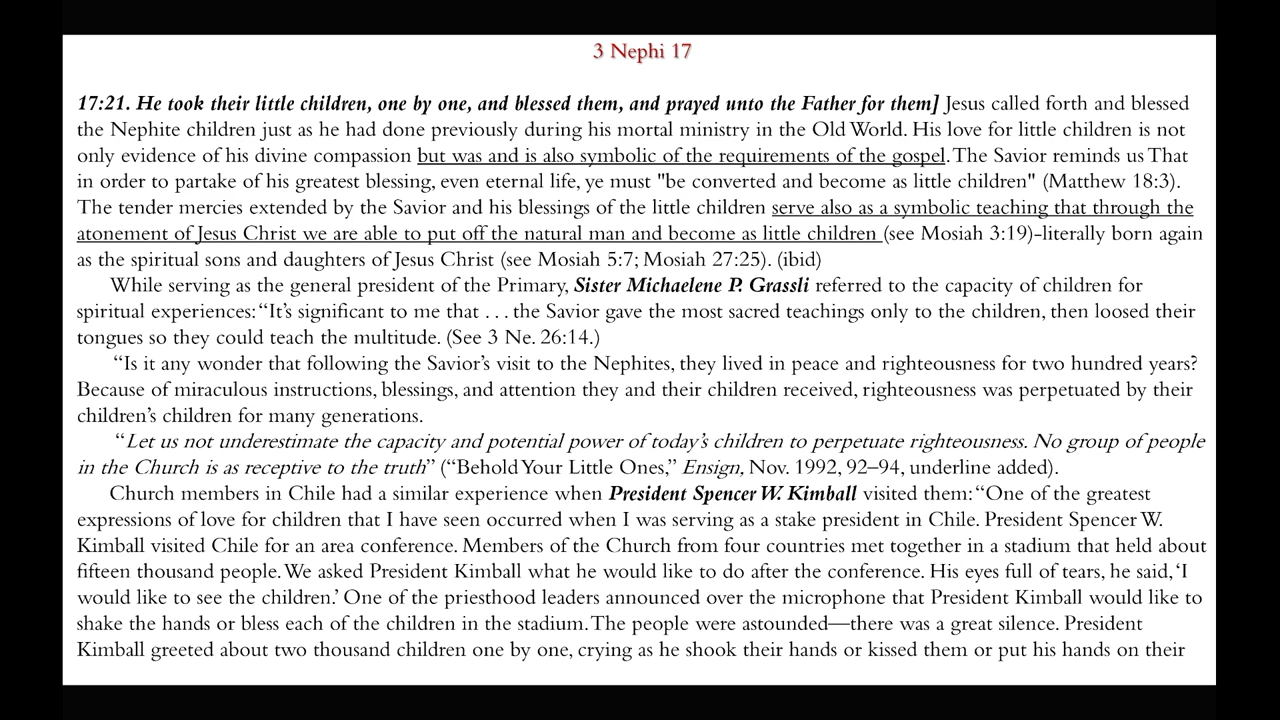 3 Nephi 17
17:21. He took their little children, one by one, and blessed them, and prayed unto the Father for them] Jesus called forth and blessed
the Nephite children just as he had done previously during his mortal ministry in the Old World. His love for little children is not
only evidence of his divine compassion but was and is also symbolic of the requirements of the gospel. The Savior reminds us That
in order to partake of his greatest blessing, even eternal life, ye must "be converted and become as little children" (Matthew 18:3).
The tender mercies extended by the Savior and his blessings of the little children serve also as a symbolic teaching that through the
atonement of Jesus Christ we are able to put off the natural man and become as little children (see Mosiah 3:19)-literally born again
as the spiritual sons and daughters of Jesus Christ (see Mosiah 5:7; Mosiah 27:25). (ibid)
While serving as the general president of the Primary, Sister Michaelene P. Grassli referred to the capacity of children for
spiritual experiences: “It’s significant to me that . . . the Savior gave the most sacred teachings only to the children, then loosed their
tongues so they could teach the multitude. (See 3 Ne. 26:14.)
“Is it any wonder that following the Savior’s visit to the Nephites, they lived in peace and righteousness for two hundred years?
Because of miraculous instructions, blessings, and attention they and their children received, righteousness was perpetuated by their
children’s children for many generations.
“Let us not underestimate the capacity and potential power of today’s children to perpetuate righteousness. No group of people
in the Church is as receptive to the truth” (“Behold Your Little Ones,” Ensign, Nov. 1992, 92–94, underline added).
Church members in Chile had a similar experience when President Spencer W. Kimball visited them: “One of the greatest
expressions of love for children that I have seen occurred when I was serving as a stake president in Chile. President Spencer W.
Kimball visited Chile for an area conference. Members of the Church from four countries met together in a stadium that held about
fifteen thousand people. We asked President Kimball what he would like to do after the conference. His eyes full of tears, he said, ‘I
would like to see the children.’ One of the priesthood leaders announced over the microphone that President Kimball would like to
shake the hands or bless each of the children in the stadium. The people were astounded—there was a great silence. President
Kimball greeted about two thousand children one by one, crying as he shook their hands or kissed them or put his hands on their